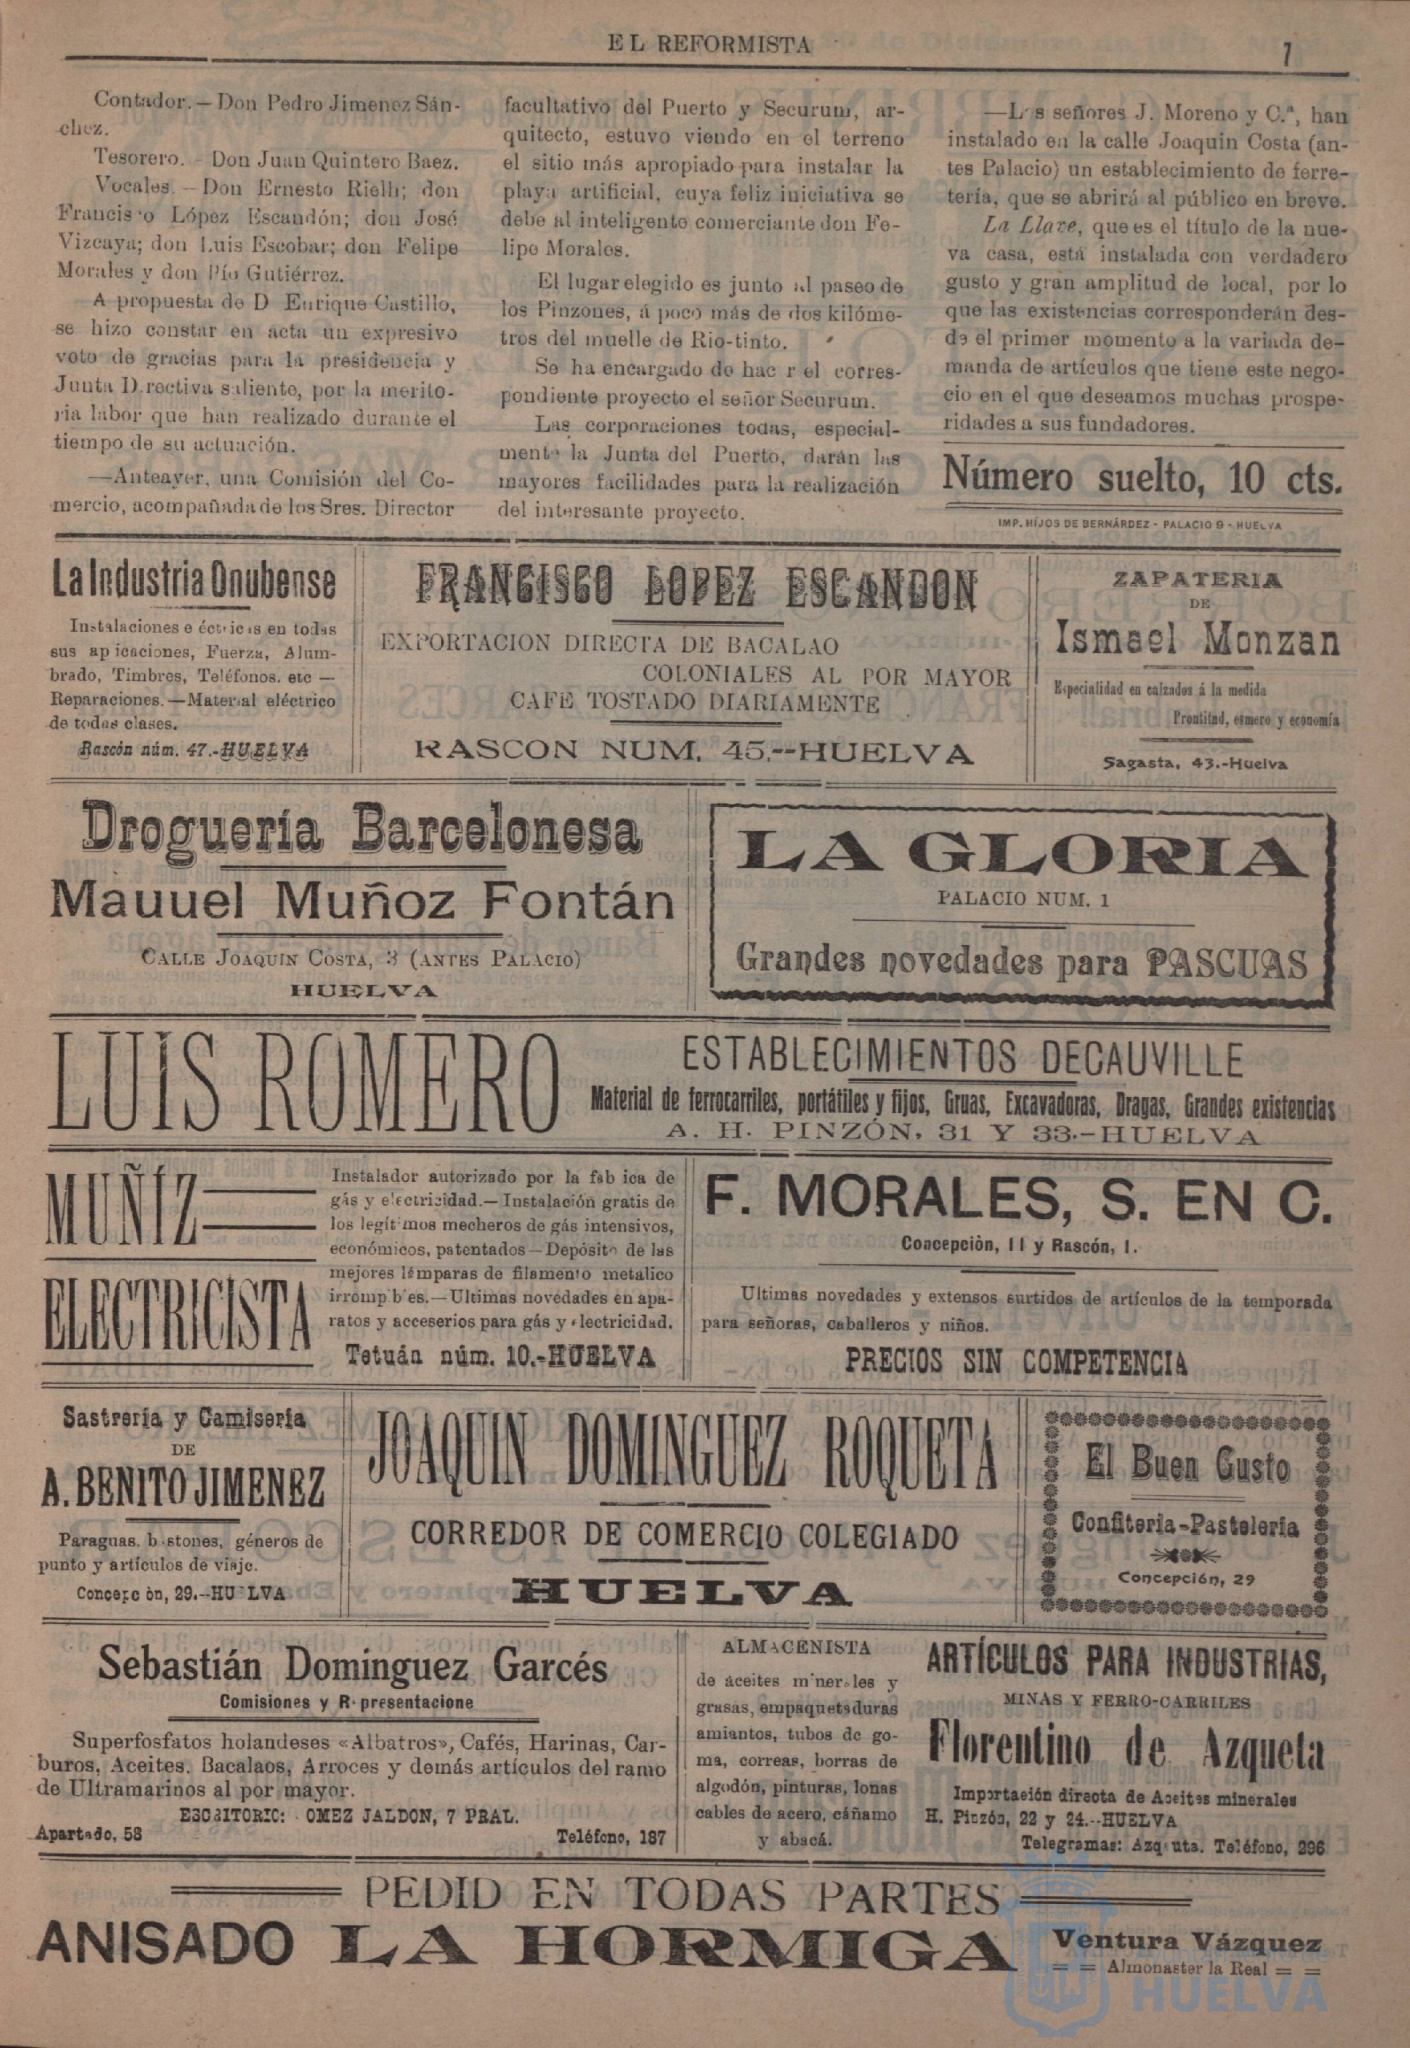 EL REFORMISTA
7
Contador.—Don Pedro Jimenez Sán-
chez.
Tesorero.—Don Juan Quintero Baez.
Vocales.—Don Ernesto Rielh; don
Francis o López Escandón; don José
Vizcaya; don Luis Escobar; don Felipe
Morales y don Pío Gutiérrez.
A propuesta de D Enrique Castillo,
se hizo constar en acta un expresivo
voto de gracias para la presidencia y
Junta D rectiva saliente, por la merito-
ria labor que han realizado durante el
tiempo de su actuación.
—Anteayer, una Comisión del Co-
mercio, acompañada de los Sres. Director
facultativo del Puerto y Securum, ar-
quitecto, estuvo viendo en el terreno
el sitio más apropiado para instalar la
playa artificial, cuya feliz iniciativa se
debe al inteligente comerciante don Fe-
lipe Morales.
El lugar elegido es junto al paseo de
los Pinzones, á poco más de dos kilóme-
tros del muelle de Rio-tinto.
Se ha encargado de hac r el corres-
pondiente proyecto el señor Securum.
Las corporaciones todas, especial-
mente la Junta del Puerto, darán las
mayores facilidades para la realización
del interesante proyecto.
—Los señores J. Moreno y C.ª, han
instalado en la calle Joaquin Costa (an-
tes Palacio) un establecimiento de ferre-
tería, que se abrirá al público en breve.
La Llave, que es el título de la nue-
va casa, está instalada con verdadero
gusto y gran amplitud de local, por lo
que las existencias corresponderán des-
de el primer momento a la variada de-
manda de artículos que tiene este nego-
cio en el que deseamos muchas prospe-
ridades a sus fundadores.
Número suelto, 10 cts.
IMP. HIJOS DE BERNÁRDEZ - PALACIO 9 - HUELVA
La Industria Onubense
Instalaciones e éctricas en todas
sus ap icaciones, Fuerza, Alum-
brado, Timbres, Teléfonos. etc —
Reparaciones.—Material eléctrico
de todas clases.
Rascón núm. 47.-HUELVA
FRANCISCO LOPEZ ESCANDON
EXPORTACION DIRECTA DE BACALAO
COLONIALES AL POR MAYOR
CAFE TOSTADO DIARIAMENTE
RASCON NUM. 45.--HUELVA
ZAPATERIA
DE
Ismael Monzan
Especialidad en calzados á la medida
Prontitud, esmero y economía
Sagasta, 43.-Huelva
Droguería Barcelonesa
Mauuel Muñoz Fontán
CALLE JOAQUIN COSTA, 3 (ANTES PALACIO)
HUELVA
LA GLORIA
PALACIO NUM. 1
Grandes novedades para PASCUAS
LUIS ROMERO
ESTABLECIMIENTOS DECAUVILLE
Material de ferrocarriles, portátiles y fijos, Gruas, Excavadoras, Dragas, Grandes existencias
A. H. PINZÓN, 31 Y 33.-HUELVA
MUÑÍZ
ELECTRICISTA
Instalador autorizado por la fab ica de
gás y electricidad.—Instalación gratis de
los legítimos mecheros de gás intensivos,
económicos, patentados—Depósito de las
mejores lámparas de filamento metalico
irromp b es.—Ultimas novedades en apa-
ratos y acceserios para gás y electricidad.
Tetuán núm. 10.-HUELVA
F. MORALES, S. EN C.
Concepciòn, 11 y Rascón, 1.
Ultimas novedades y extensos surtidos de artículos de la temporada
para señoras, caballeros y niños.
PRECIOS SIN COMPETENCIA
Sastrería y Camisería
DE
A. BENITO JIMENEZ
Paraguas, bastones, géneros de
punto y artículos de viaje.
Concepc òn, 29.--HU LVA
JOAQUIN DOMINGUEZ ROQUETA
CORREDOR DE COMERCIO COLEGIADO
HUELVA
El Buen Gusto
Confiteria-Pasteleria
Concepción, 29
Sebastián Dominguez Garcés
Comisiones y R presentacione
Superfosfatos holandeses «Albatros», Cafés, Harinas, Car-
buros, Aceites. Bacalaos, Arroces y demás artículos del ramo
de Ultramarinos al por mayor.
ESCRITORIC: OMEZ JALDON, 7 PRAL.
Apartado, 58
Teléfono, 187
ALMACENISTA
de aceites minerales y
grasas, empaquetaduras
amiantos, tubos de go-
ma, correas, borras de
algodón, pinturas, lonas
cables de acero, cáñamo
y abacá.
ARTÍCULOS PARA INDUSTRIAS,
MINAS Y FERRO-CARRILES
Florentino de Azqueta
Importación directa de Aceites minerales
H. Pinzón, 22 y 24.--HUELVA
Telegramas: Azq uta. Teléfono, 296
PEDID EN TODAS PARTES
ANISADO LA HORMIGA
Ventura Vázquez
= = Almonaster la Real = =
HUELVA